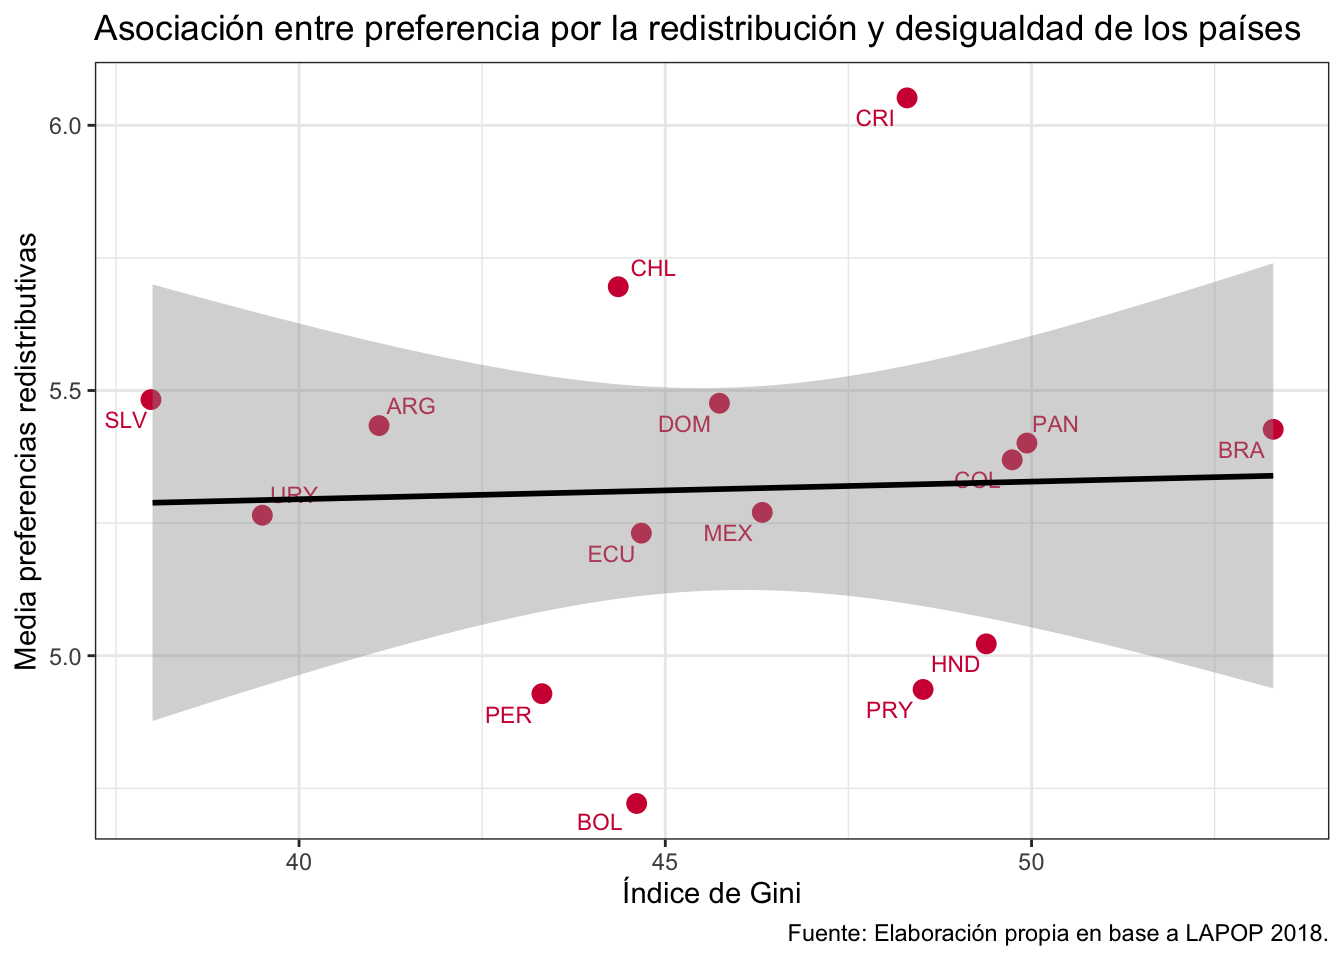 Asociación entre preferencia por la redistribución y desigualdad de los países
6.0
5.5
5.0
Media preferencias redistributivas
CRI
CHL
SLV
ARG
DOM
PAN
BRA
URY
COL
ECU
MEX
HND
PER
PRY
BOL
40
45
50
Índice de Gini
Fuente: Elaboración propia en base a LAPOP 2018.